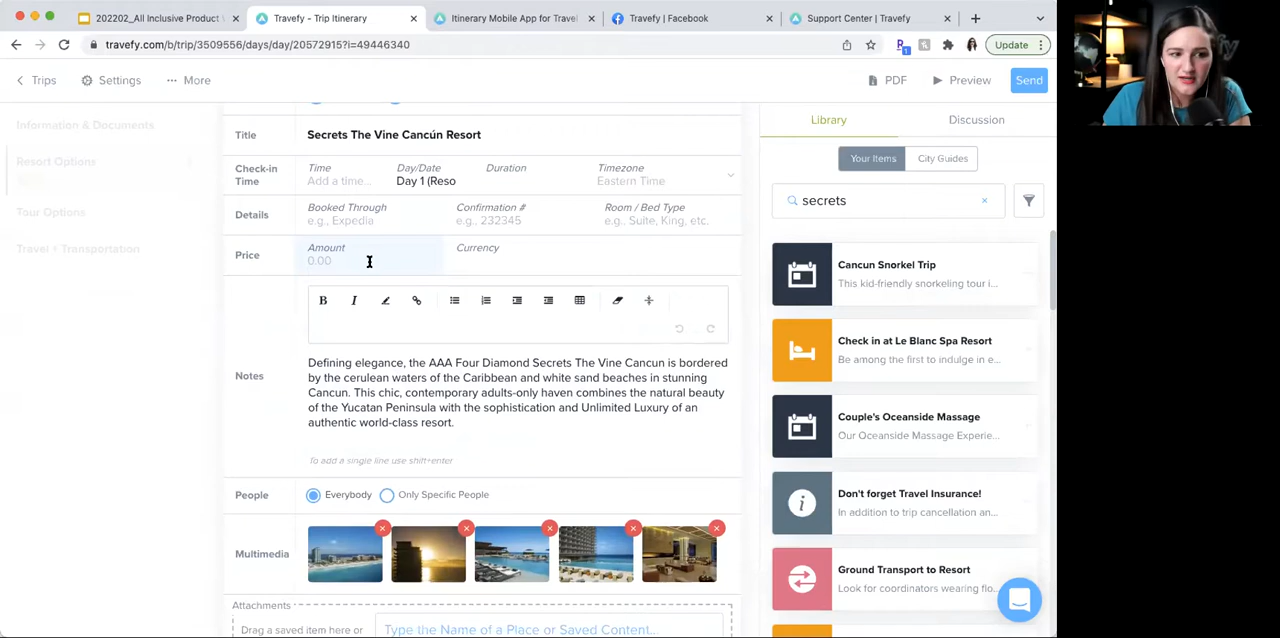 202202_All Inclusive Product
Travefy - Trip Itinerary
Itinerary Mobile App for Travel
Travefy | Facebook
Support Center | Travefy
travefy.com/b/trip/3509556/days/day/20572915?i=49446340
Update
Trips
Settings
More
PDF
Preview
Send
Information & Documents
Resort Options
Tour Options
Travel + Transportation
Title
Secrets The Vine Cancún Resort
Check-in Time
Time
Add a time...
Day/Date
Day 1 (Reso
Duration
Timezone
Eastern Time
Details
Booked Through
e.g., Expedia
Confirmation #
e.g., 232345
Room / Bed Type
e.g., Suite, King, etc.
Price
Amount
0.00
Currency
B
I
Notes
Defining elegance, the AAA Four Diamond Secrets The Vine Cancun is bordered
by the cerulean waters of the Caribbean and white sand beaches in stunning
Cancun. This chic, contemporary adults-only haven combines the natural beauty
of the Yucatan Peninsula with the sophistication and Unlimited Luxury of an
authentic world-class resort.
To add a single line use shift+enter
People
Everybody
Only Specific People
Multimedia
Attachments
Drag a saved item here or
Type the Name of a Place or Saved Content...
Library
Discussion
Your Items
City Guides
secrets
Cancun Snorkel Trip
This kid-friendly snorkeling tour i...
Check in at Le Blanc Spa Resort
Be among the first to indulge in e...
Couple's Oceanside Massage
Our Oceanside Massage Experie...
Don't forget Travel Insurance!
In addition to trip cancellation an...
Ground Transport to Resort
Look for coordinators wearing flo...